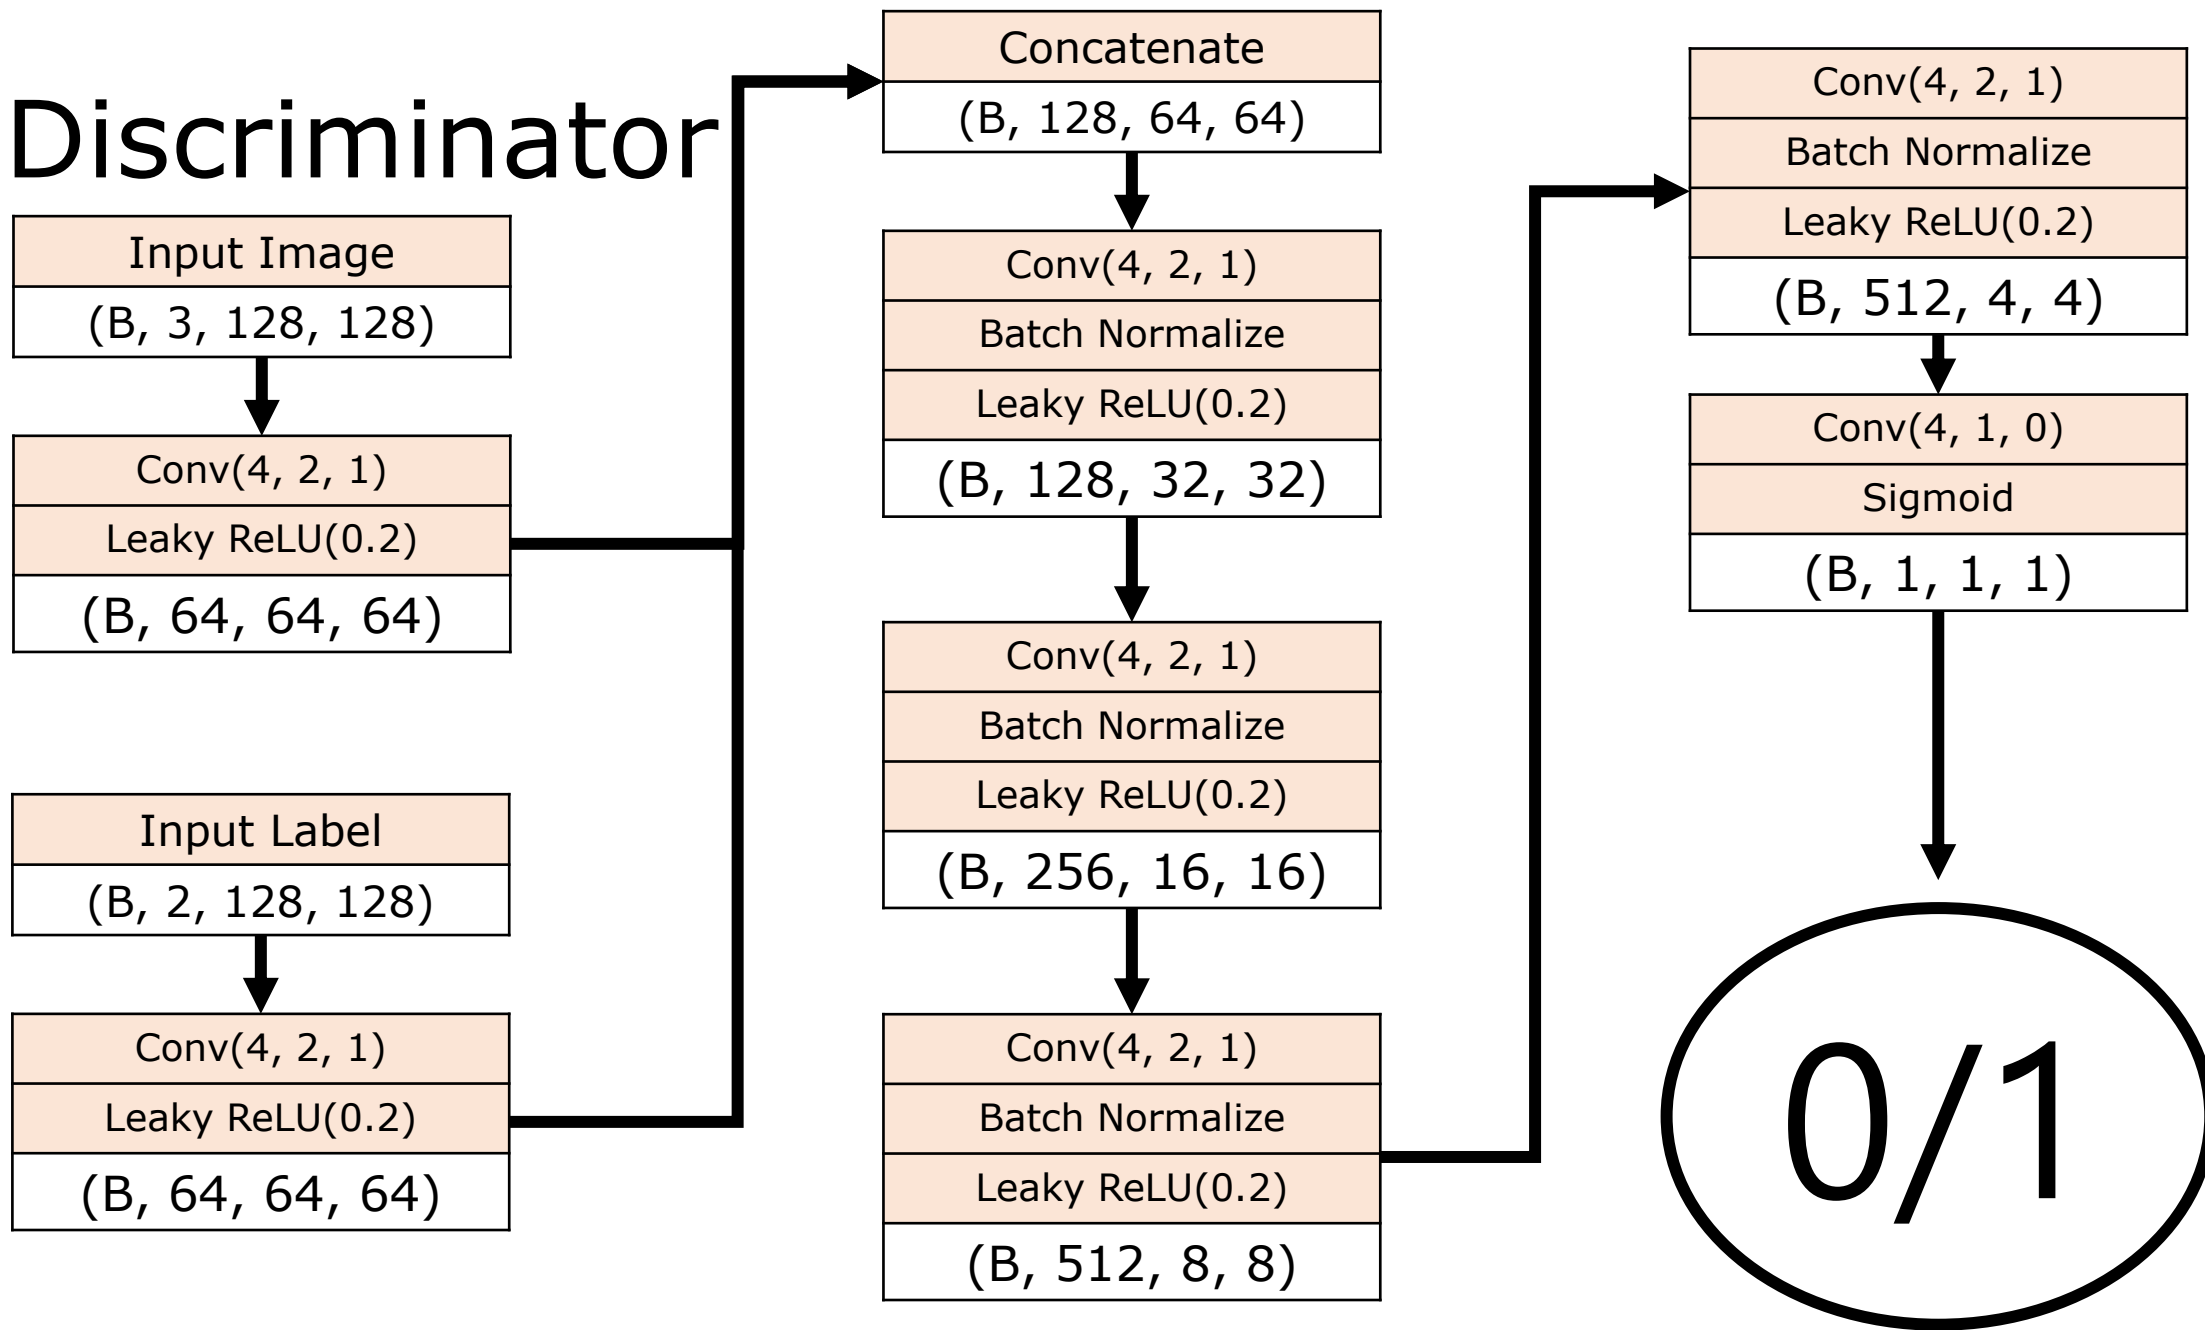 Discriminator
Input Image
(B, 3, 128, 128)
Conv(4, 2, 1)
Leaky ReLU(0.2)
(B, 64, 64, 64)
Input Label
(B, 2, 128, 128)
Conv(4, 2, 1)
Leaky ReLU(0.2)
(B, 64, 64, 64)
Concatenate
(B, 128, 64, 64)
Conv(4, 2, 1)
Batch Normalize
Leaky ReLU(0.2)
(B, 128, 32, 32)
Conv(4, 2, 1)
Batch Normalize
Leaky ReLU(0.2)
(B, 256, 16, 16)
Conv(4, 2, 1)
Batch Normalize
Leaky ReLU(0.2)
(B, 512, 8, 8)
Conv(4, 2, 1)
Batch Normalize
Leaky ReLU(0.2)
(B, 512, 4, 4)
Conv(4, 1, 0)
Sigmoid
(B, 1, 1, 1)
0/1